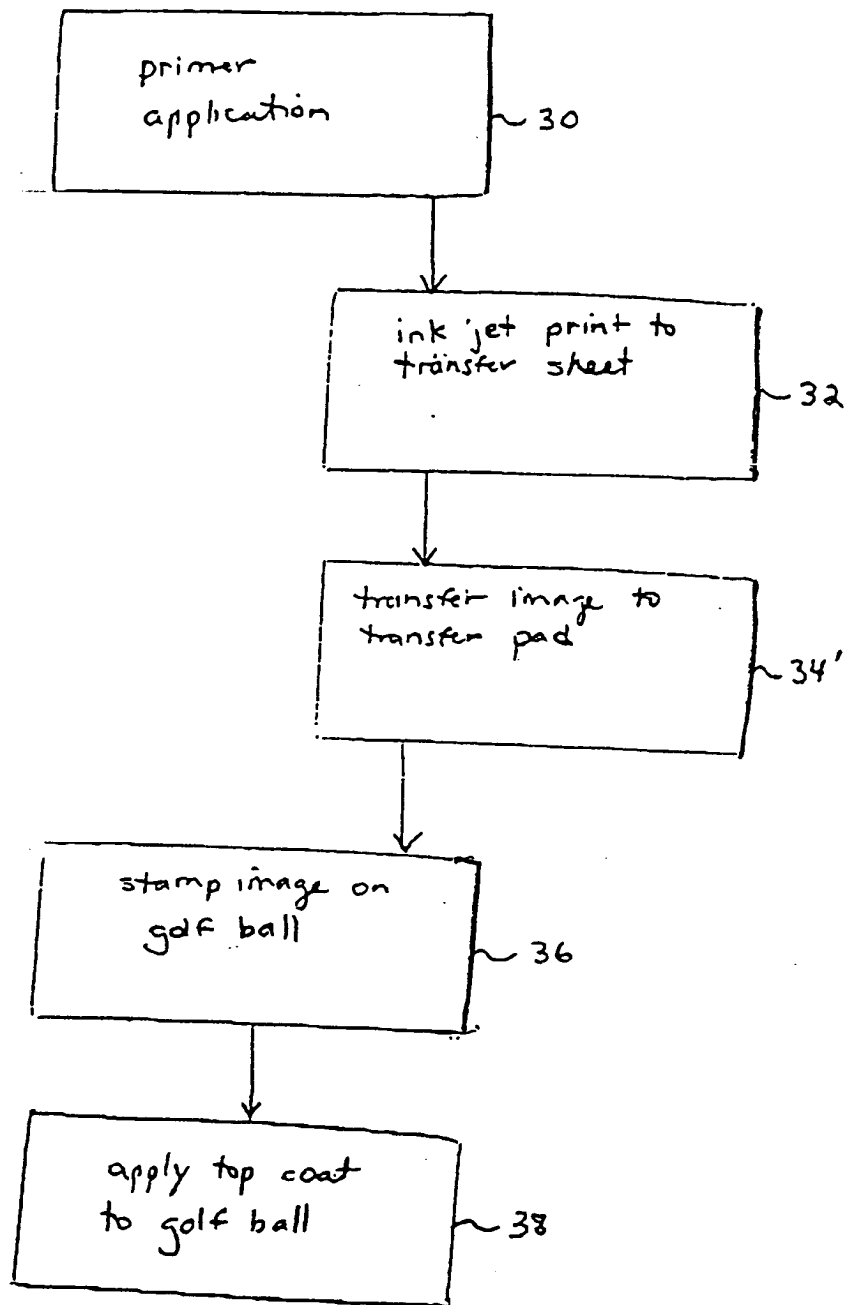 primer
application
30
ink jet print to
transfer sheet
32
transfer image to
transfer pad
34'
stamp image on
golf ball
36
apply top coat
to golf ball
38